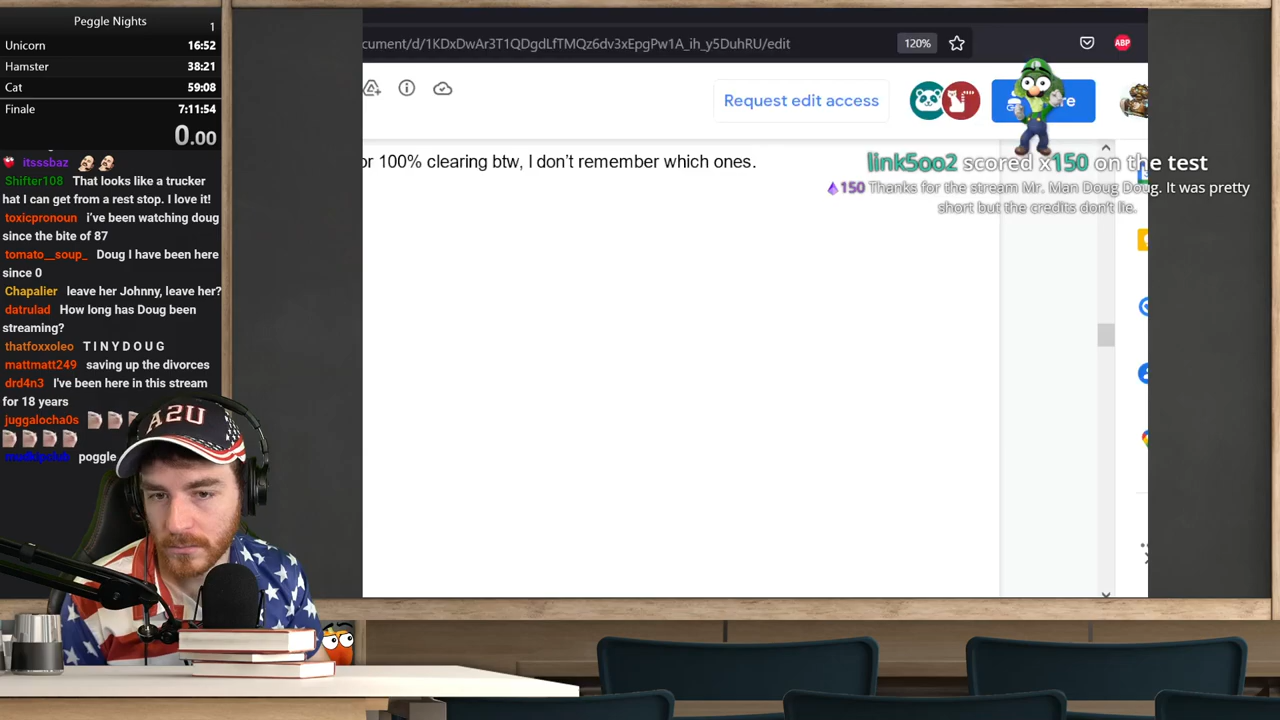 Peggle Nights
1
Unicorn 16:52
Hamster 38:21
Cat 59:08
Finale 7:11:54
0.00
itsssbaz
Shifter108 That looks like a trucker
hat I can get from a rest stop. I love it!
toxicpronoun i've been watching doug
since the bite of 87
tomato__soup_ Doug I have been here
since 0
Chapalier leave her Johnny, leave her?
datrulad How long has Doug been
streaming?
thatfoxxoleo T I N Y D O U G
mattmatt249 saving up the divorces
drd4n3 I've been here in this stream
for 18 years
juggalocha0s
poggle
A2U
cument/d/1KDxDwAr3T1QDgdLfTMQz6dv3xEpgPw1A_ih_y5DuhRU/edit
120%
ABP
Request edit access
or 100% clearing btw, I don't remember which ones.
link5oo2 scored x150 on the test
150 Thanks for the stream Mr. Man Doug Doug. It was pretty
short but the credits don't lie.